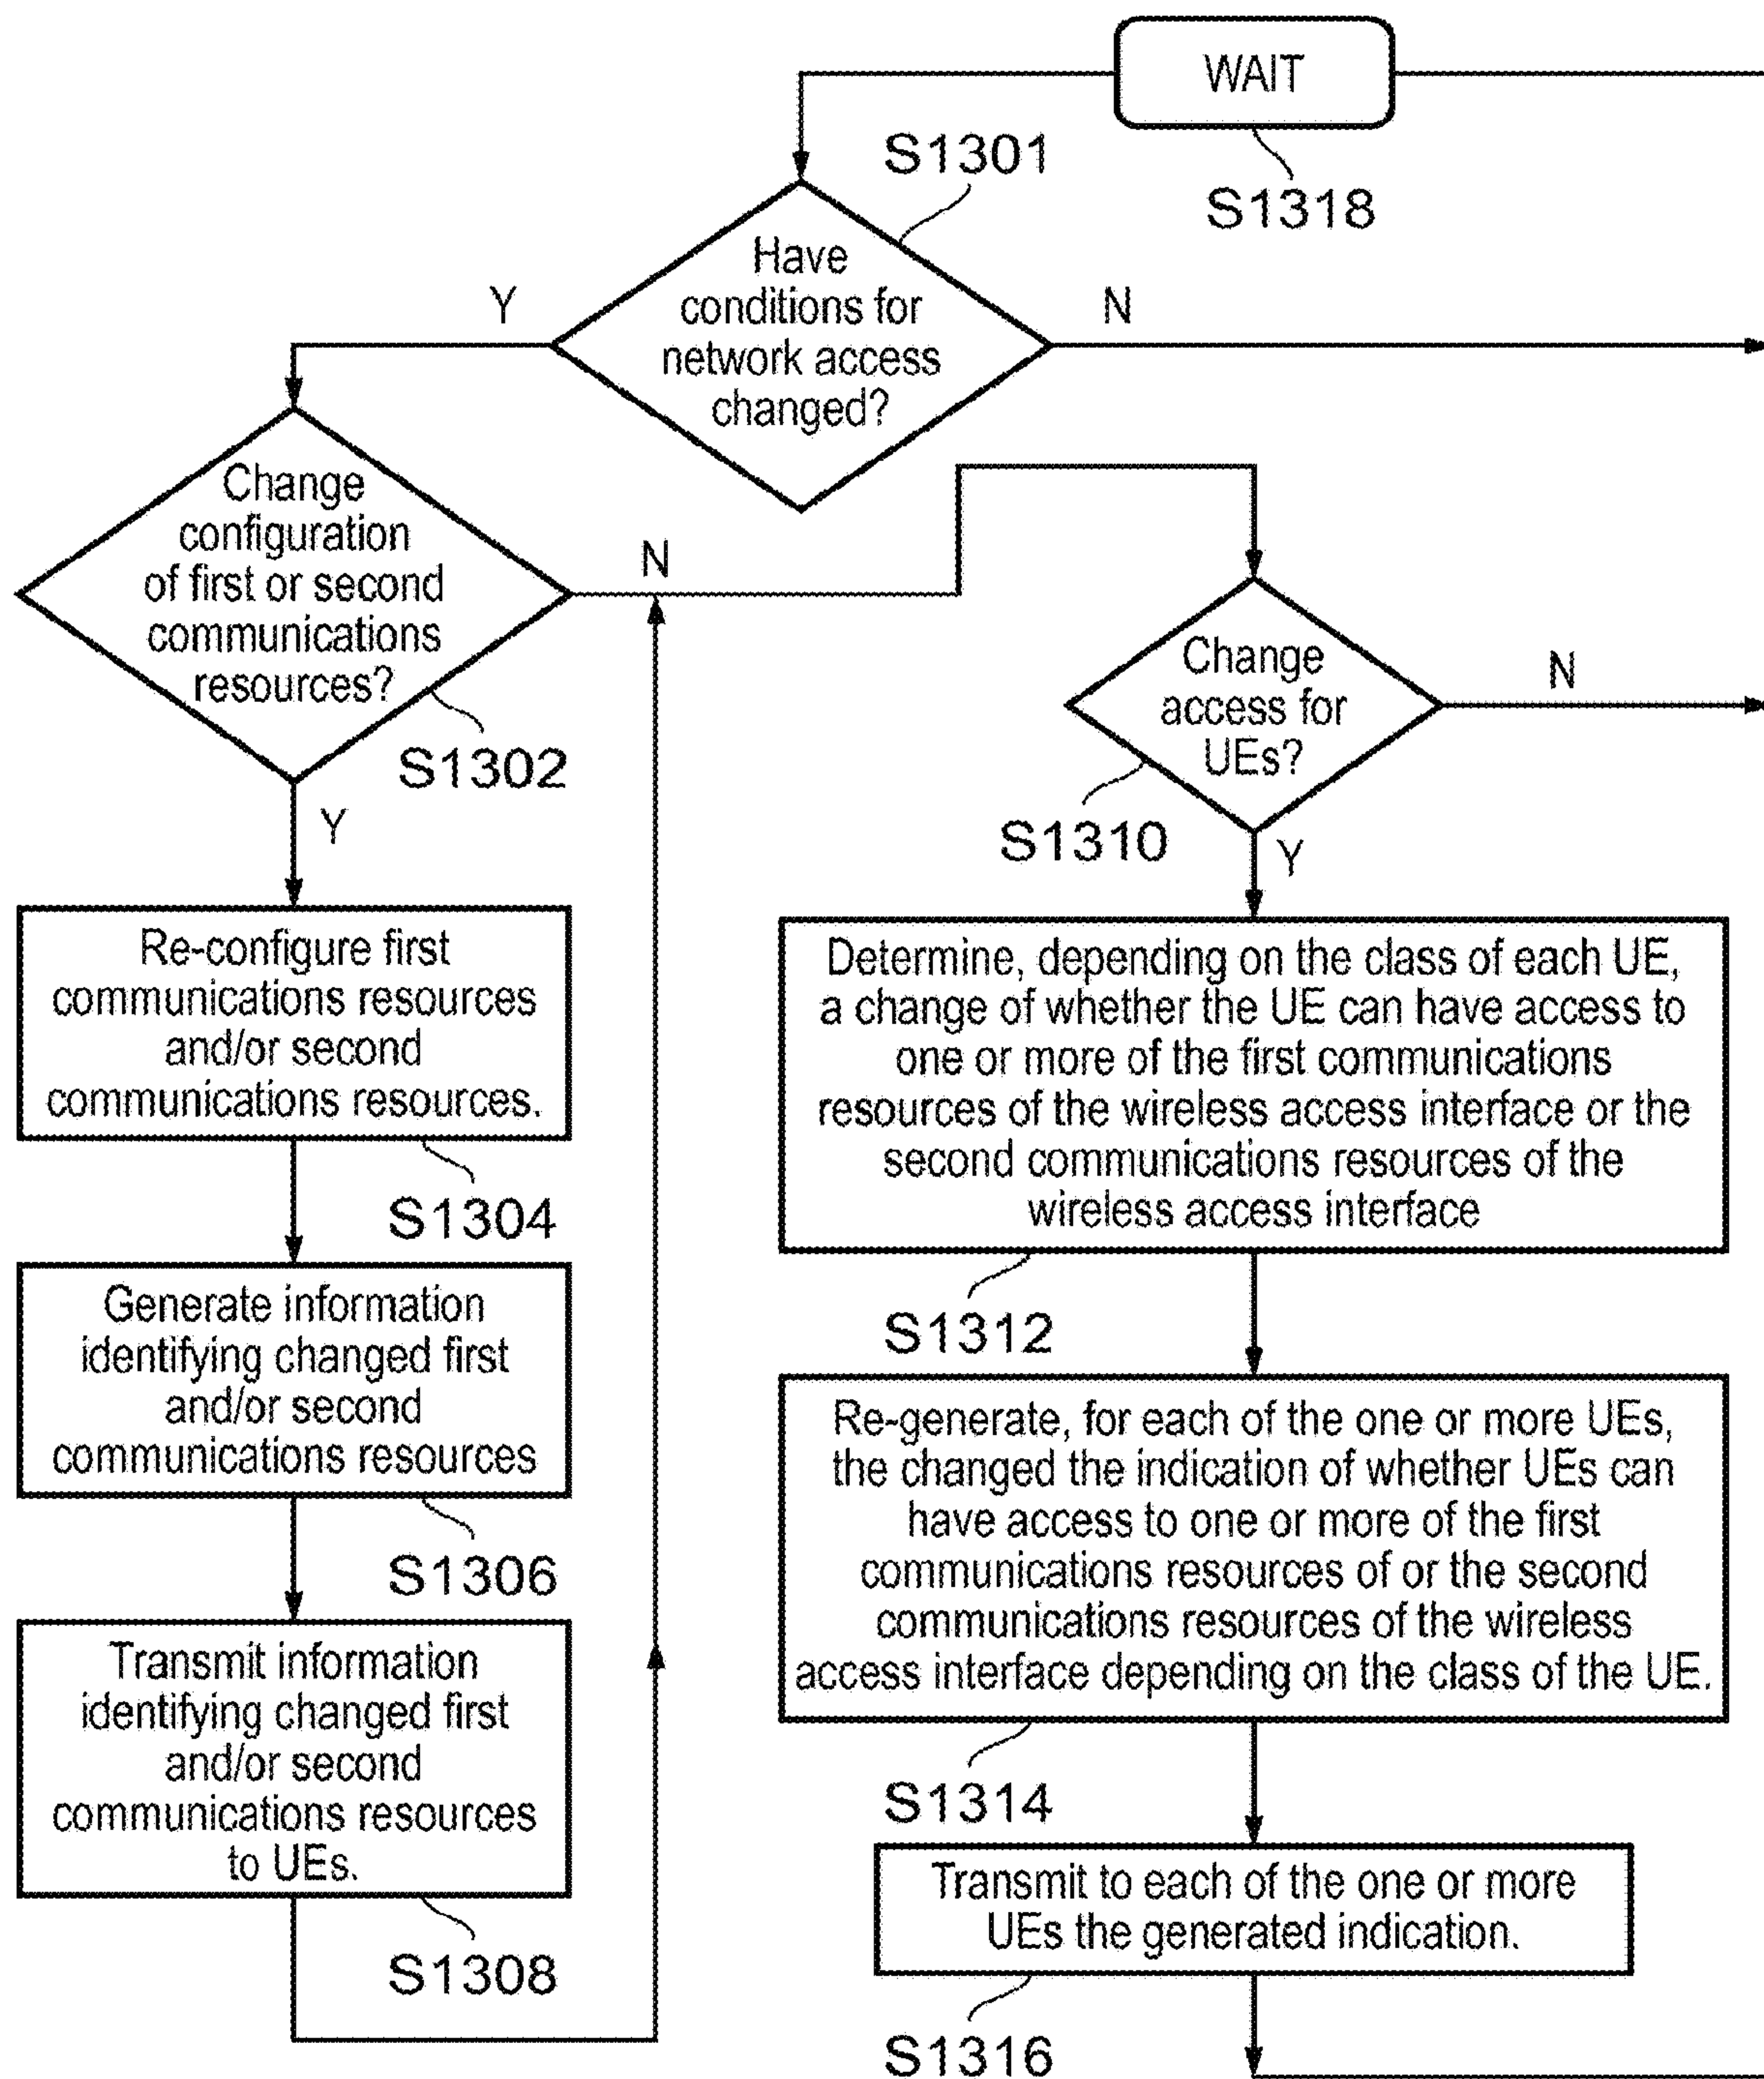 WAIT
S1318
S1301
Have
conditions for
network access
changed?
Y
N
Change
configuration
of first or second
communications
resources?
N
S1302
Y
Change
access for
UEs?
N
S1310
Y
Re-configure first
communications resources
and/or second
communications resources.
S1304
Generate information
identifying changed first
and/or second
communications resources
S1306
Transmit information
identifying changed first
and/or second
communications resources
to UEs.
S1308
Determine, depending on the class of each UE,
a change of whether the UE can have access to
one or more of the first communications
resources of the wireless access interface or the
second communications resources of the
wireless access interface
S1312
Re-generate, for each of the one or more UEs,
the changed the indication of whether UEs can
have access to one or more of the first
communications resources of or the second
communications resources of the wireless
access interface depending on the class of the UE.
S1314
Transmit to each of the one or more
UEs the generated indication.
S1316